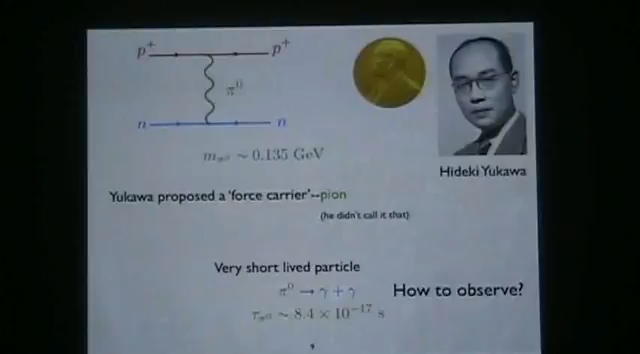 p⁺ p⁺
π⁰
n n
m_π⁰ ∼ 0.135 GeV
Hideki Yukawa
Yukawa proposed a 'force carrier'--pion
(he didn't call it that)
Very short lived particle
π⁰ → γ + γ
How to observe?
τ_π⁰ ∼ 8.4 × 10⁻¹⁷ s
9